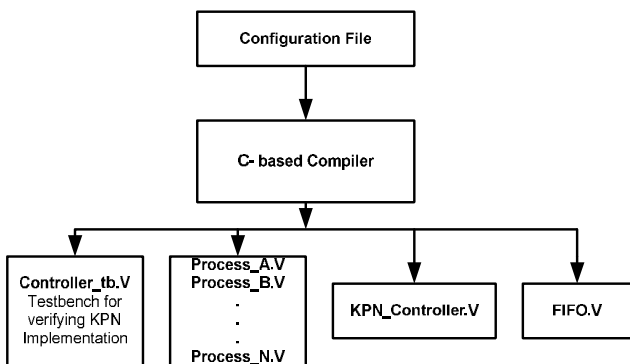 Configuration File
C- based Compiler
Controller_tb.V
Testbench for
verifying KPN
Implementation
Process_A.V
Process_B.V
.
.
.
Process_N.V
KPN_Controller.V
FIFO.V